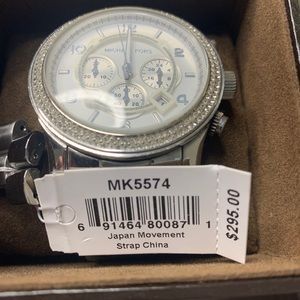 MICHAEL KORS
MK5574
6 91464 80087 1
Japan Movement
Strap China
$295.00